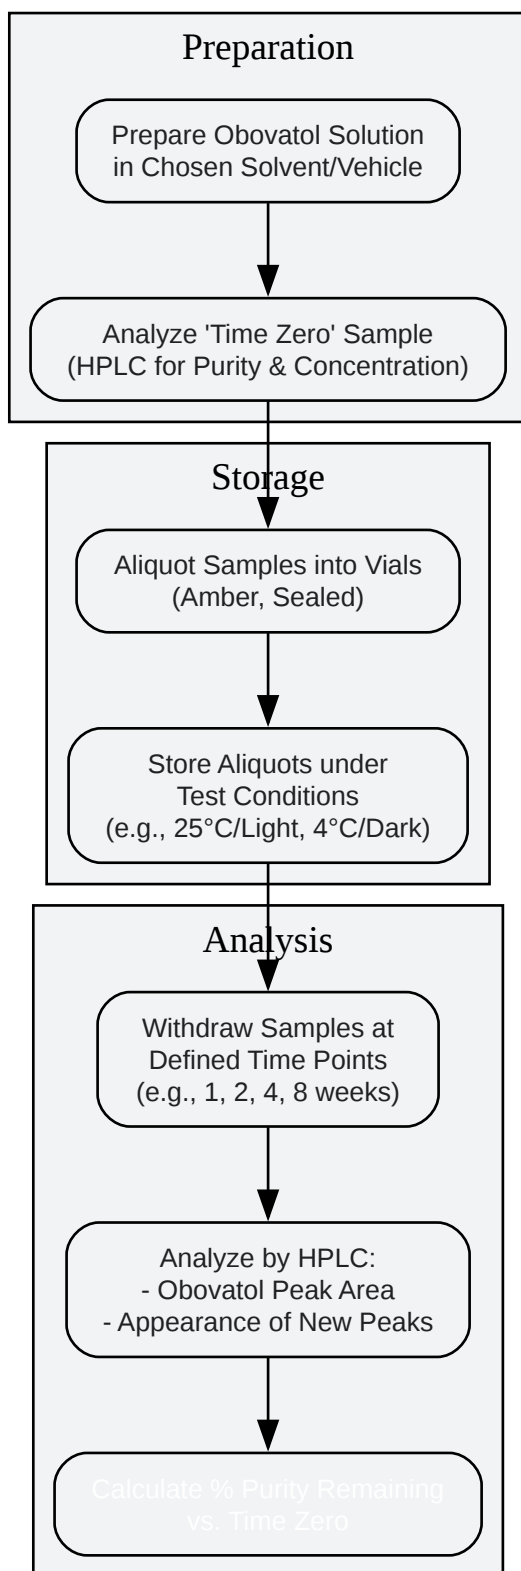 Preparation
Prepare Obovatol Solution
in Chosen Solvent/Vehicle
Analyze 'Time Zero' Sample
(HPLC for Purity & Concentration)
Storage
Aliquot Samples into Vials
(Amber, Sealed)
Store Aliquots under
Test Conditions
(e.g., 25°C/Light, 4°C/Dark)
Analysis
Withdraw Samples at
Defined Time Points
(e.g., 1, 2, 4, 8 weeks)
Analyze by HPLC:
- Obovatol Peak Area
- Appearance of New Peaks
Calculate % Purity Remaining
vs. Time Zero